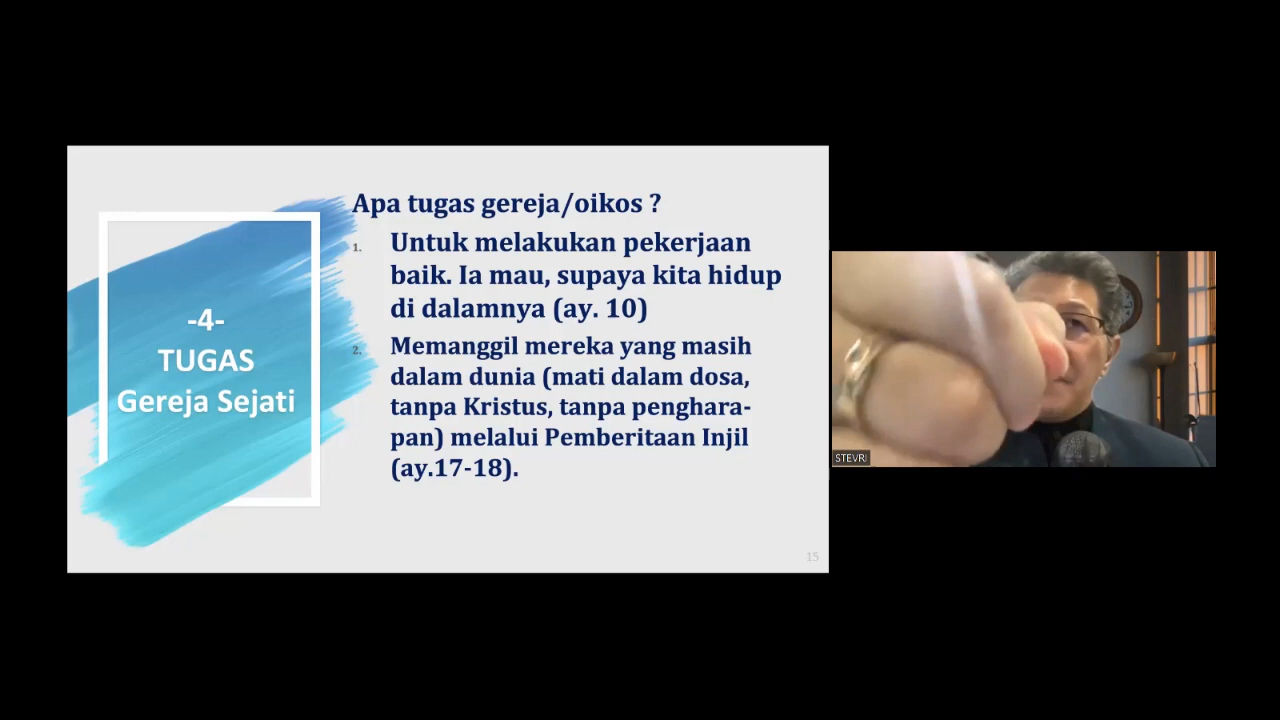 -4-
TUGAS
Gereja Sejati
Apa tugas gereja/oikos ?
1. Untuk melakukan pekerjaan
baik. Ia mau, supaya kita hidup
di dalamnya (ay. 10)
2. Memanggil mereka yang masih
dalam dunia (mati dalam dosa,
tanpa Kristus, tanpa penghara-
pan) melalui Pemberitaan Injil
(ay.17-18).
15
STEVRI